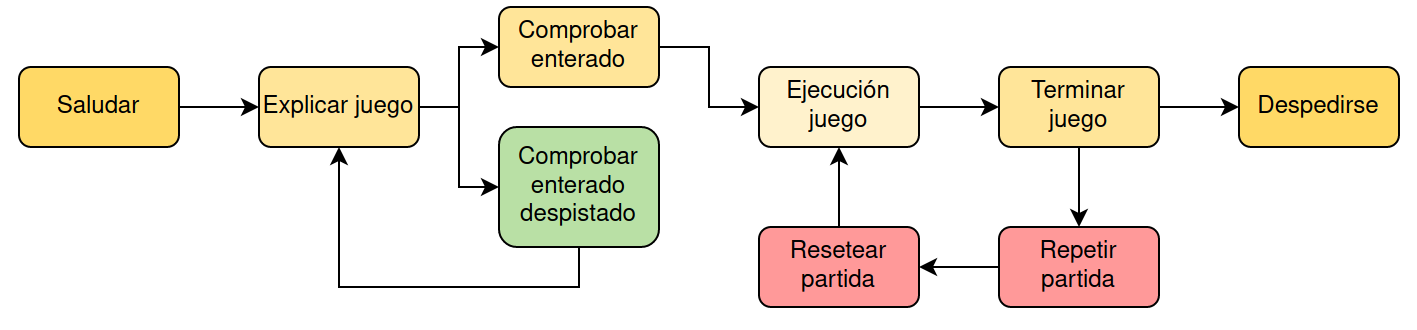 Saludar
Explicar juego
Comprobar
enterado
Comprobar
enterado
despistado
Ejecución
juego
Terminar
juego
Despedirse
Resetear
partida
Repetir
partida